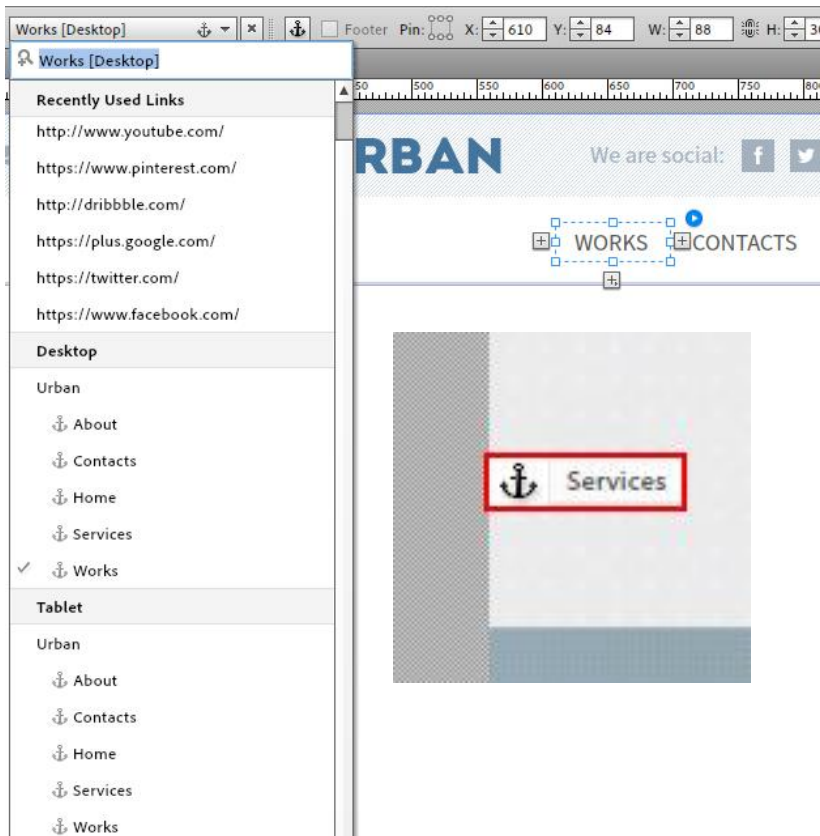 Works [Desktop] Footer Pin: X: 610 Y: 84 W: 88 H:
Works [Desktop]
500 550 600 650 700 750
Recently Used Links
http://www.youtube.com/
https://www.pinterest.com/
http://dribbble.com/
https://plus.google.com/
https://twitter.com/
https://www.facebook.com/
Desktop
Urban
About
Contacts
Home
Services
Works
Tablet
Urban
About
Contacts
Home
Services
Works
RBAN We are social: f
WORKS CONTACTS
Services